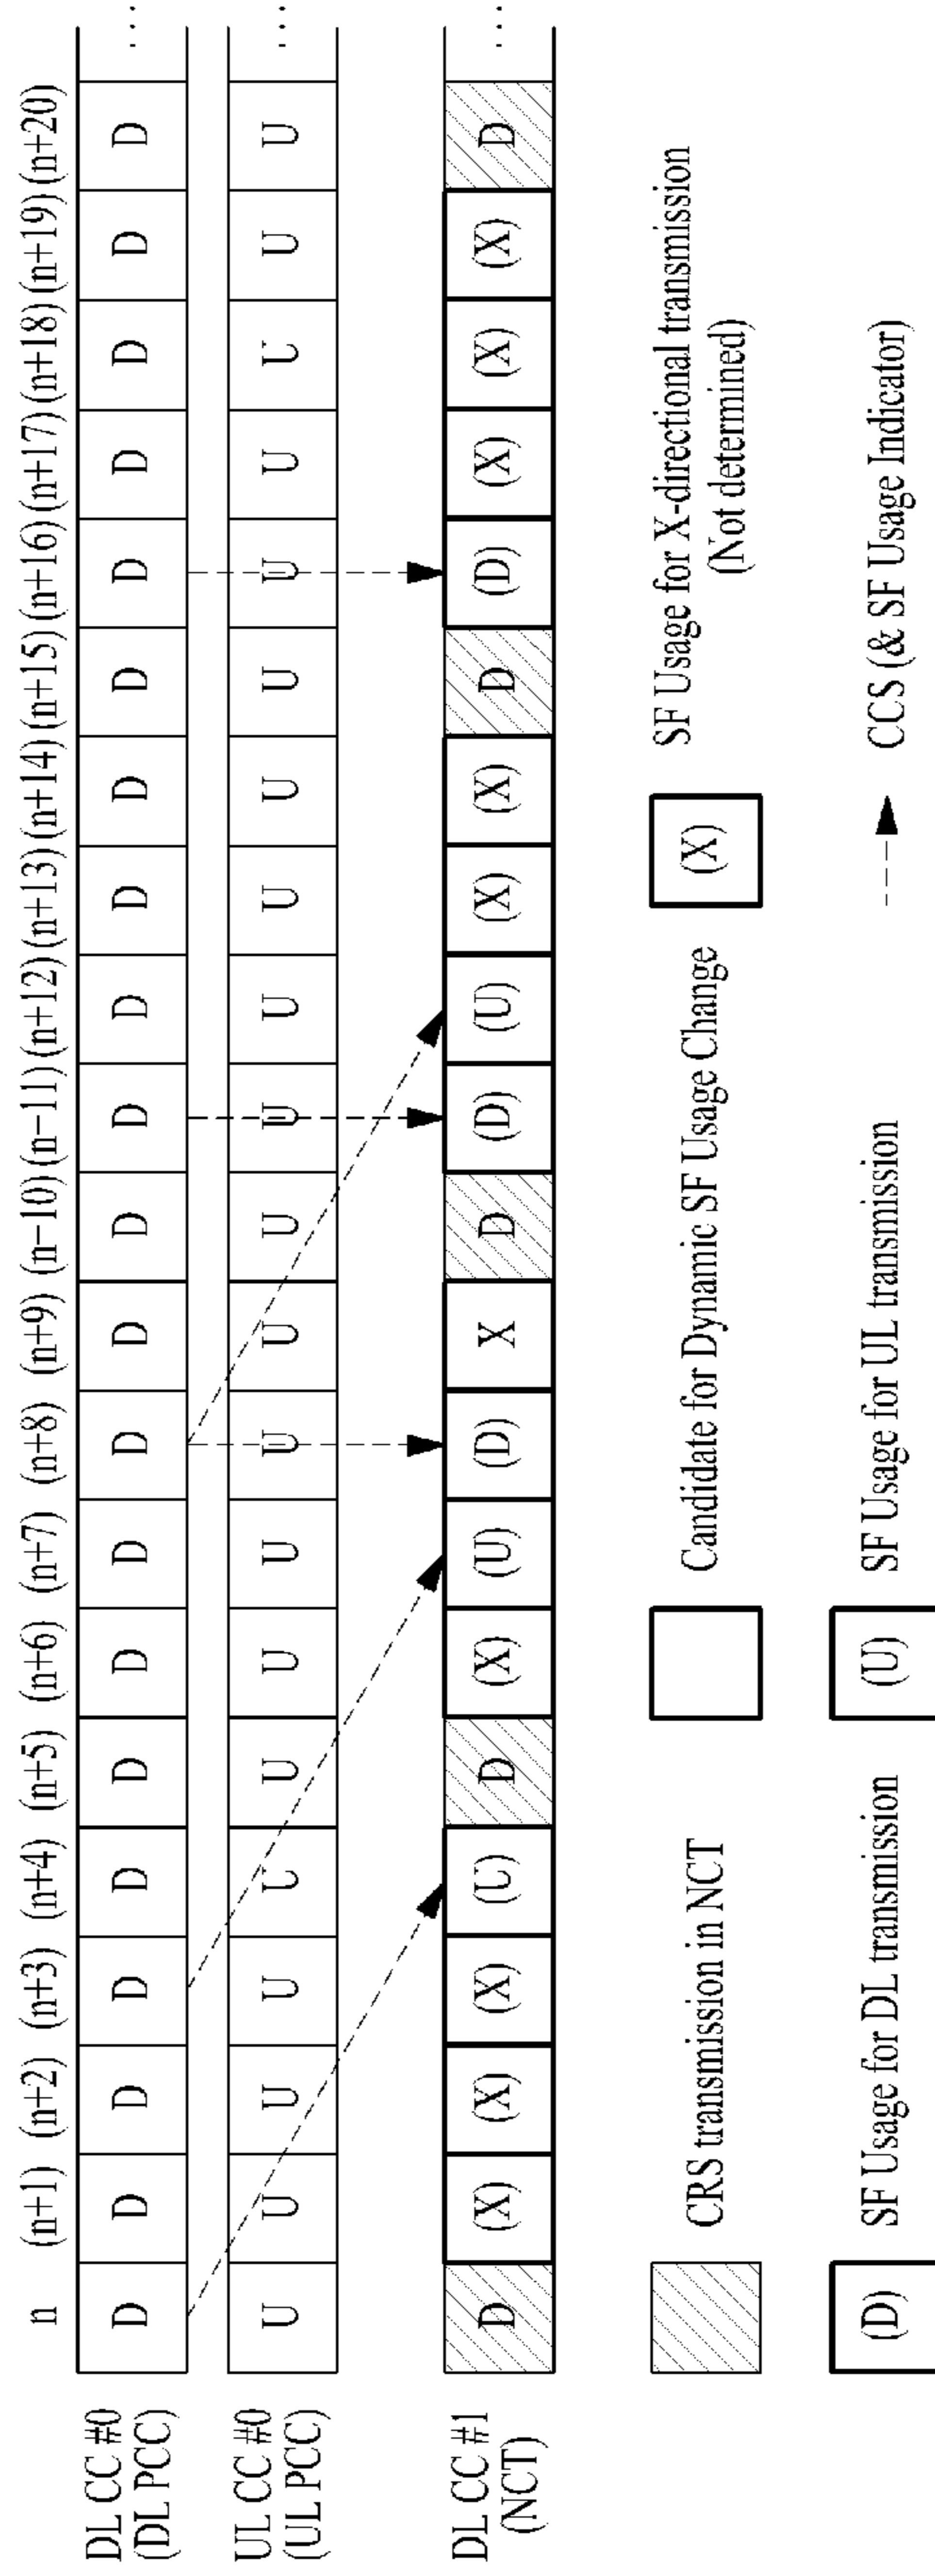 n (n+1) (n+2) (n+3) (n+4) (n+5) (n+6) (n+7) (n+8) (n+9) (n−10) (n−11) (n+12) (n+13) (n+14) (n+15) (n+16) (n+17) (n+18) (n+19) (n+20)
DL CC #0
(DL PCC)
D D D D D D D D D D D D D D D D D D D D D ...
UL CC #0
(UL PCC)
U U U U U U U U U U U U U U U U U U U U U ...
DL CC #1
(NCT)
D (X) (X) (X) (U) D (X) (U) (D) X D (D) (U) (X) (X) D (D) (X) (X) (X) D ...
CRS transmission in NCT
Candidate for Dynamic SF Usage Change
(X) SF Usage for X-directional transmission
(Not determined)
(D) SF Usage for DL transmission
(U) SF Usage for UL transmission
CCS (& SF Usage Indicator)